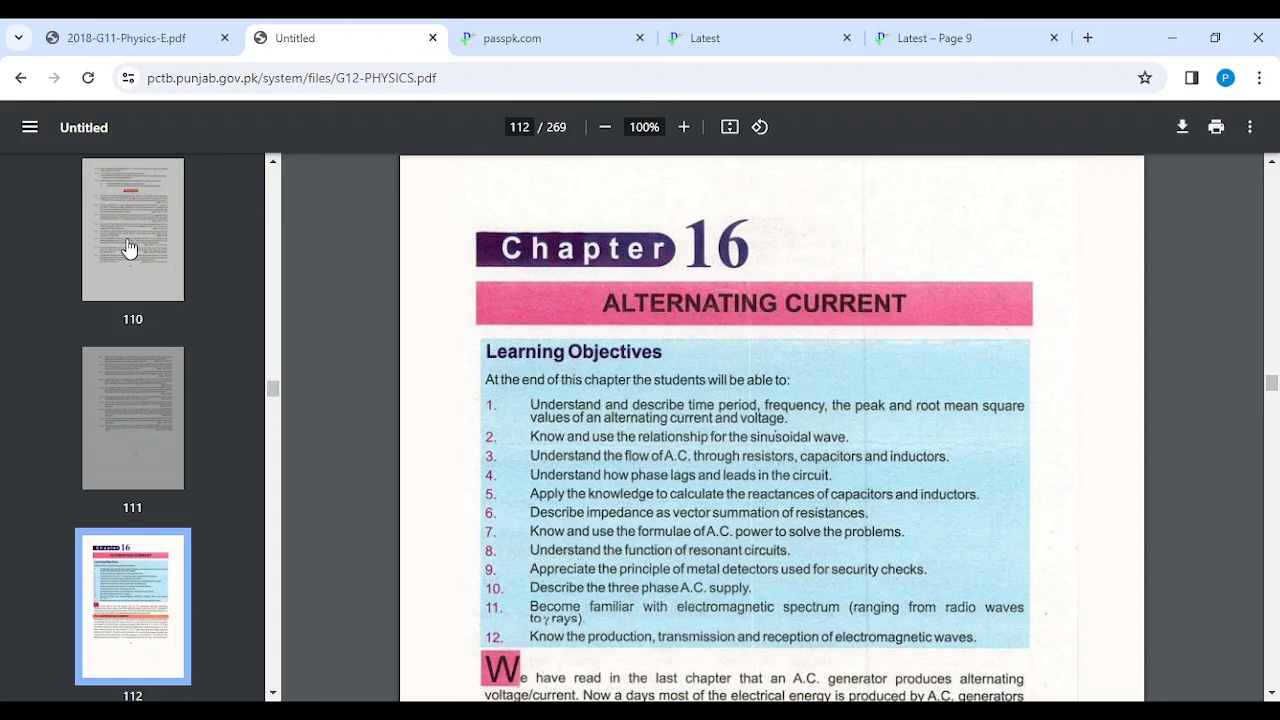 2018-G11-Physics-E.pdf
Untitled
passpk.com
Latest
Latest – Page 9
pctb.punjab.gov.pk/system/files/G12-PHYSICS.pdf
P
Untitled
112 / 269
100%
110
111
Chapter 16
ALTERNATING CURRENT
112
Chapter 16
ALTERNATING CURRENT
Learning Objectives
At the end of this chapter the students will be able to:
1. Understand and describe time period, frequency, the peak and root mean square
values of an alternating current and voltage.
2. Know and use the relationship for the sinusoidal wave.
3. Understand the flow of A.C. through resistors, capacitors and inductors.
4. Understand how phase lags and leads in the circuit.
5. Apply the knowledge to calculate the reactances of capacitors and inductors.
6. Describe impedance as vector summation of resistances.
7. Know and use the formulae of A.C. power to solve the problems.
8. Understand the function of resonant circuits.
9. Appreciate the principle of metal detectors used for security checks.
10. Describe the three phase A.C. supply.
11. Become familiar with electromagnetic spectrum (ranging from radio waves
to γ rays).
12. Know the production, transmission and reception of electromagnetic waves.
We have read in the last chapter that an A.C. generator produces alternating
voltage/current. Now a days most of the electrical energy is produced by A.C. generators